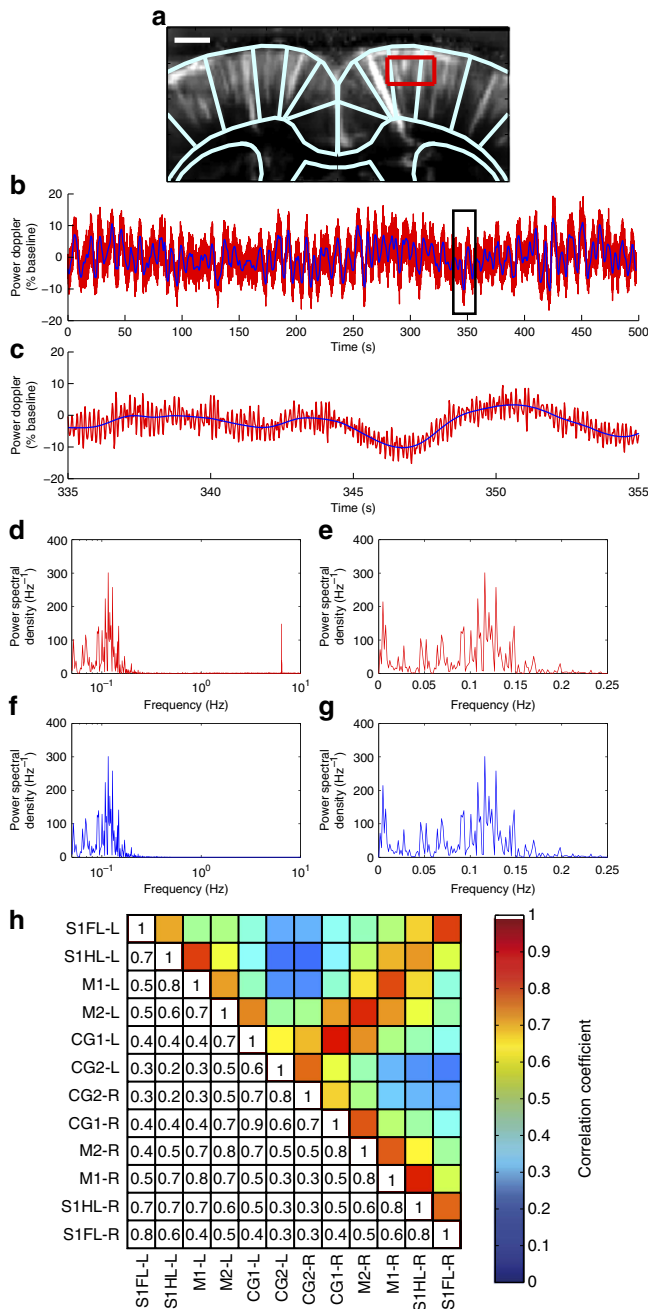 a
b
20
10
0
−10
−20
Power doppler
(% baseline)
0 50 100 150 200 250 300 350 400 450 500
Time (s)
c
20
10
0
−10
−20
Power doppler
(% baseline)
335 340 345 350 355
Time (s)
d
400
300
200
100
0
Power spectral
density (Hz−1)
10−1 100 101
Frequency (Hz)
e
400
300
200
100
0
Power spectral
density (Hz−1)
0 0.05 0.1 0.15 0.2 0.25
Frequency (Hz)
f
400
300
200
100
0
Power spectral
density (Hz−1)
10−1 100 101
Frequency (Hz)
g
400
300
200
100
0
Power spectral
density (Hz−1)
0 0.05 0.1 0.15 0.2 0.25
Frequency (Hz)
h
S1FL-L 1
S1HL-L 0.7 1
M1-L 0.5 0.8 1
M2-L 0.5 0.6 0.7 1
CG1-L 0.4 0.4 0.4 0.7 1
CG2-L 0.3 0.2 0.3 0.5 0.6 1
CG2-R 0.3 0.2 0.3 0.5 0.7 0.8 1
CG1-R 0.4 0.4 0.4 0.7 0.9 0.6 0.7 1
M2-R 0.4 0.5 0.7 0.8 0.7 0.5 0.5 0.8 1
M1-R 0.5 0.7 0.8 0.7 0.5 0.3 0.3 0.5 0.8 1
S1HL-R 0.7 0.7 0.7 0.6 0.5 0.3 0.3 0.5 0.6 0.8 1
S1FL-R 0.8 0.6 0.4 0.5 0.4 0.3 0.3 0.4 0.5 0.6 0.8 1
S1FL-L S1HL-L M1-L M2-L CG1-L CG2-L CG2-R CG1-R M2-R M1-R S1HL-R S1FL-R
1
0.9
0.8
0.7
0.6
0.5
0.4
0.3
0.2
0.1
0
Correlation coefficient